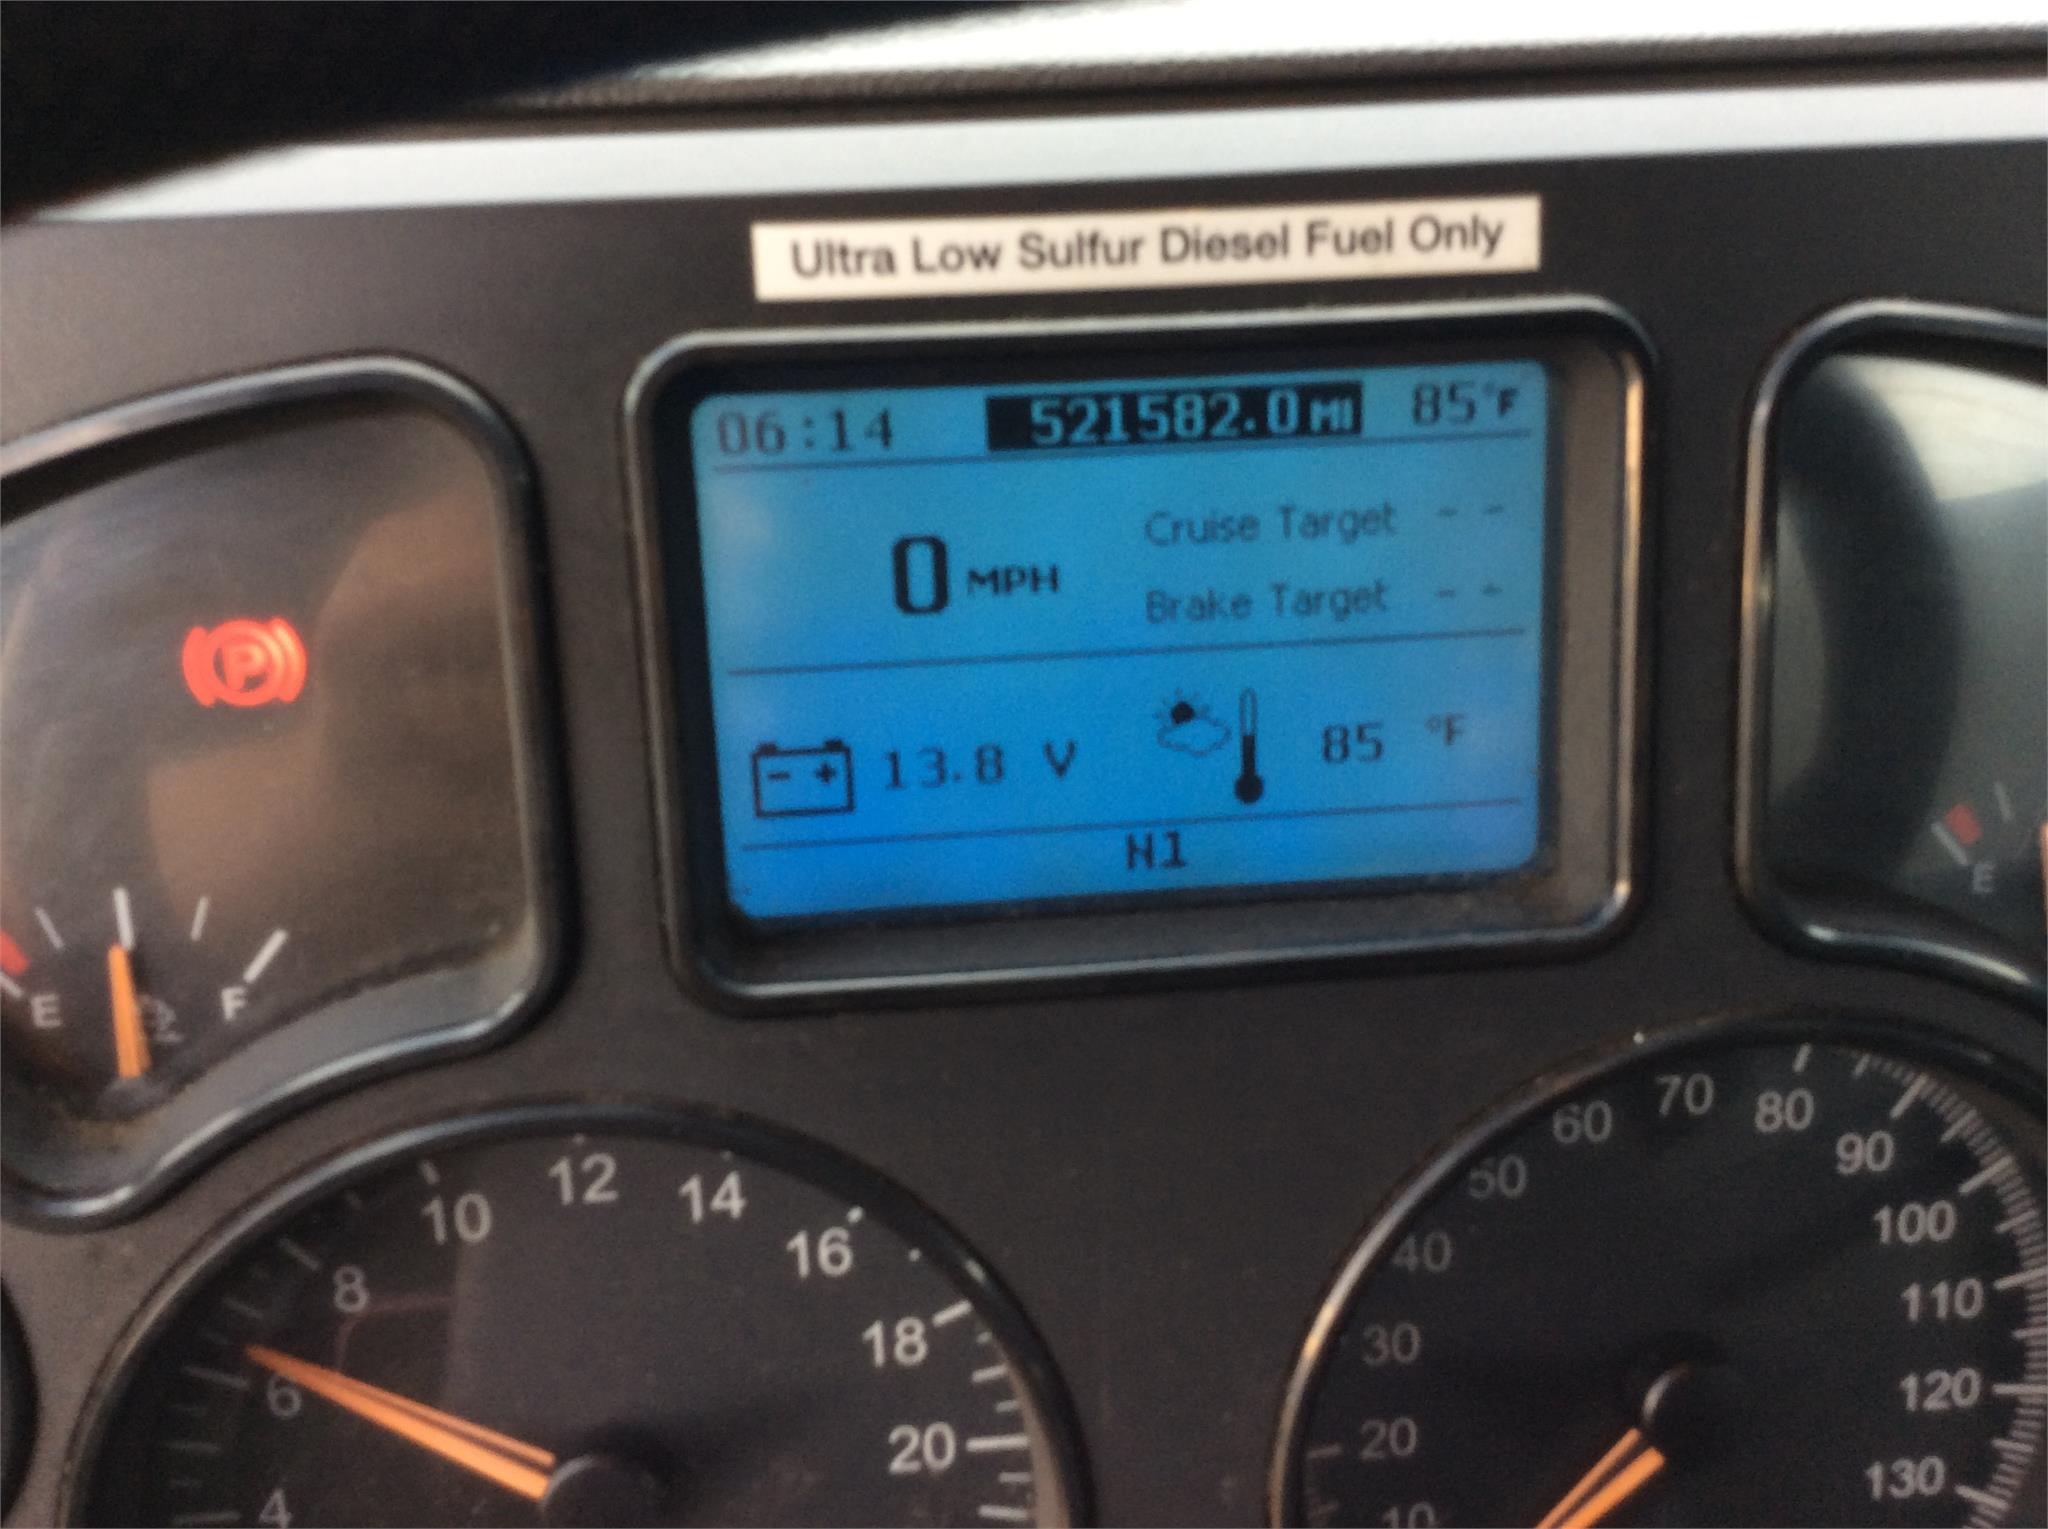 Ultra Low Sulfur Diesel Fuel Only
06:14 521582.0 MI 85°F
0 MPH
Cruise Target - -
Brake Target - -
- + 13.8 V 85 °F
N1
P
E F
E
4 6 8 10 12 14 16 18 20
10 20 30 40 50 60 70 80 90 100 110 120 130